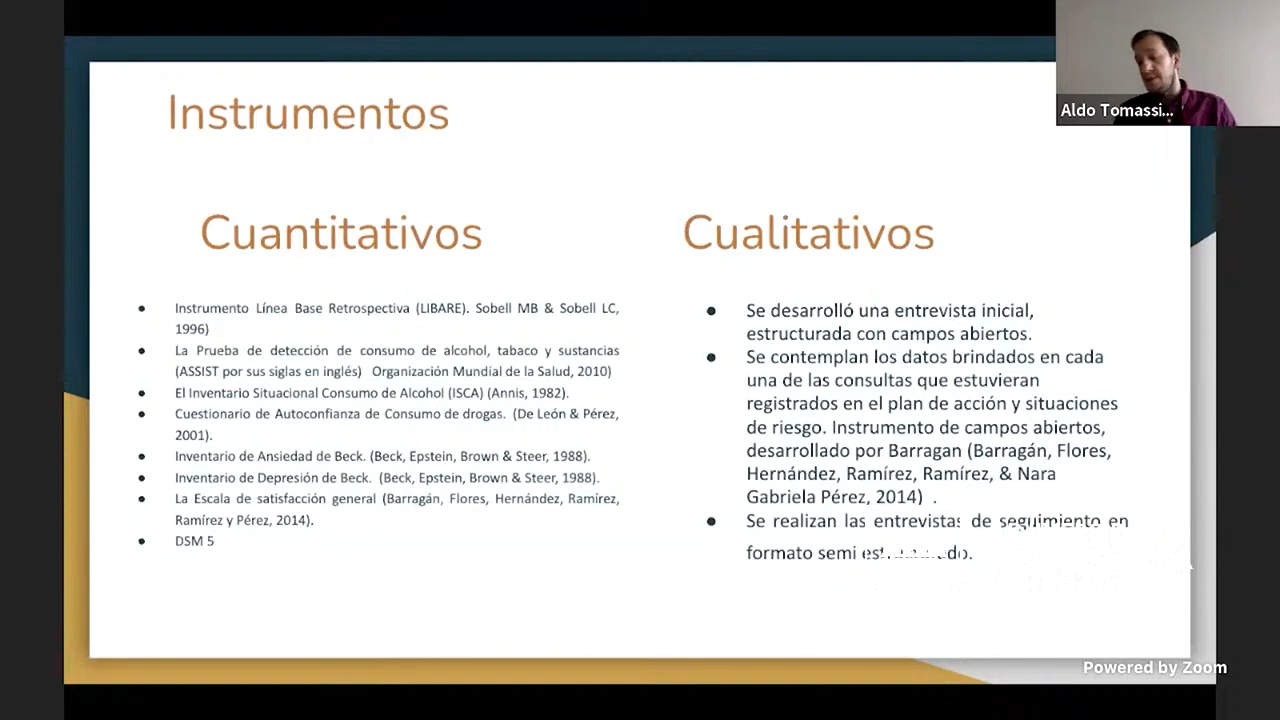 Instrumentos
Aldo Tomassi...
Cuantitativos
● Instrumento Línea Base Retrospectiva (LIBARE). Sobell MB & Sobell LC,
1996)
● La Prueba de detección de consumo de alcohol, tabaco y sustancias
(ASSIST por sus siglas en inglés) Organización Mundial de la Salud, 2010)
● El Inventario Situacional Consumo de Alcohol (ISCA) (Annis, 1982).
● Cuestionario de Autoconfianza de Consumo de drogas. (De León & Pérez,
2001).
● Inventario de Ansiedad de Beck. (Beck, Epstein, Brown & Steer, 1988).
● Inventario de Depresión de Beck. (Beck, Epstein, Brown & Steer, 1988).
● La Escala de satisfacción general (Barragán, Flores, Hernández, Ramírez,
Ramírez y Pérez, 2014).
● DSM 5
Cualitativos
● Se desarrolló una entrevista inicial,
estructurada con campos abiertos.
● Se contemplan los datos brindados en cada
una de las consultas que estuvieran
registrados en el plan de acción y situaciones
de riesgo. Instrumento de campos abiertos,
desarrollado por Barragan (Barragán, Flores,
Hernández, Ramírez, Ramírez, & Nara
Gabriela Pérez, 2014) .
● Se realizan las entrevistas de seguimiento en
formato semi
Powered by Zoom